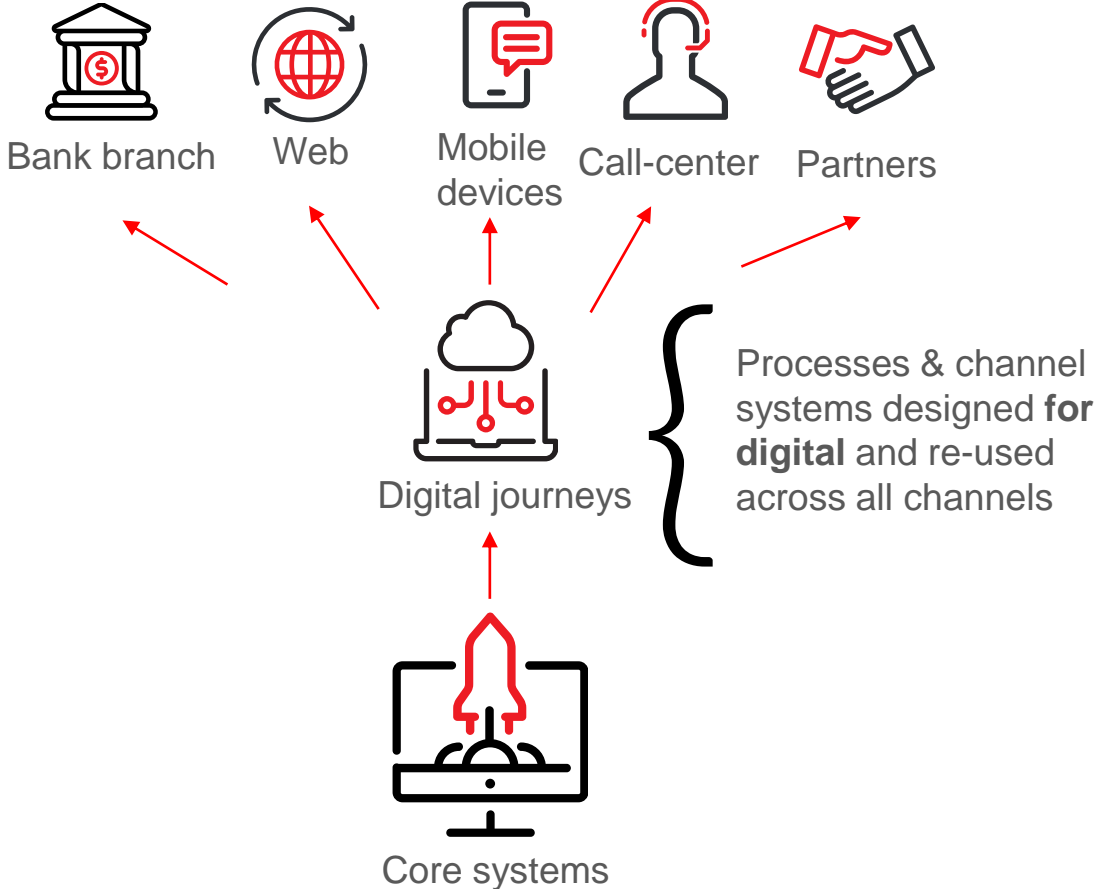 Bank branch
Web
Mobile
devices
Call-center
Partners
Processes & channel
systems designed for
digital and re-used
across all channels
Digital journeys
Core systems